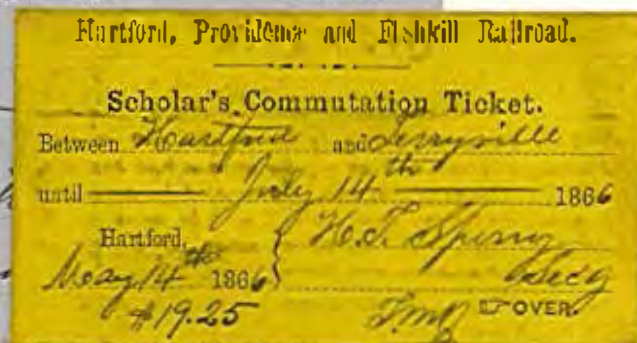 Hartford, Providence and Fishkill Railroad.
Scholar's Commutation Ticket.
Between Hartford and Terryville
until July 14th 1866
Hartford, H.T. Sperry
May 14th 1866 Secy
$19.25 OVER.